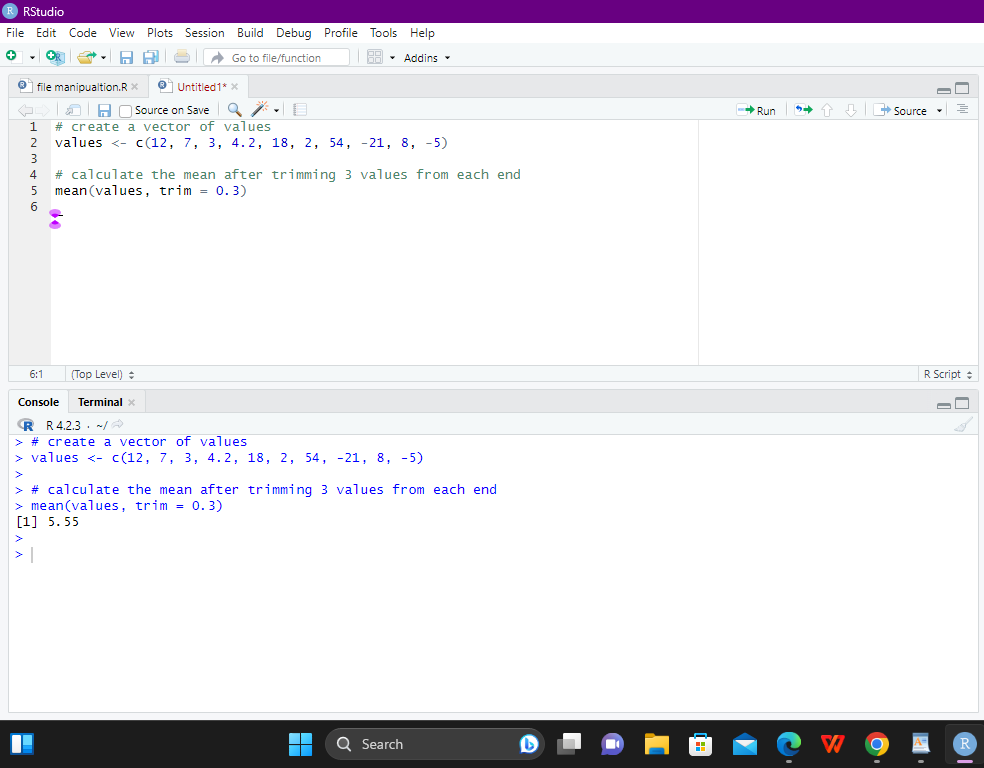 RStudio
File Edit Code View Plots Session Build Debug Profile Tools Help
Go to file/function Addins
file manipualtion.R Untitled1*
Source on Save Run Source
1 # create a vector of values
2 values <- c(12, 7, 3, 4.2, 18, 2, 54, -21, 8, -5)
3
4 # calculate the mean after trimming 3 values from each end
5 mean(values, trim = 0.3)
6
6:1 (Top Level) R Script
Console Terminal
R R 4.2.3 · ~/
> # create a vector of values
> values <- c(12, 7, 3, 4.2, 18, 2, 54, -21, 8, -5)
>
> # calculate the mean after trimming 3 values from each end
> mean(values, trim = 0.3)
[1] 5.55
>
>
Search